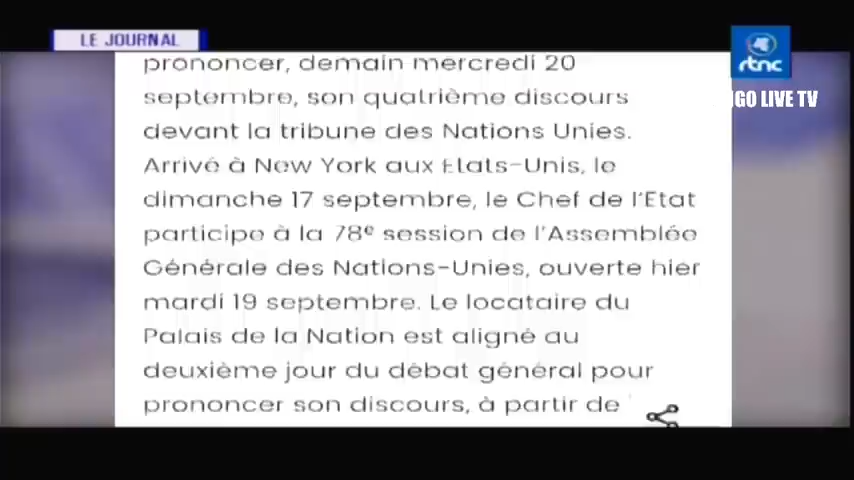 LE JOURNAL
rtnc
LIVE TV
prononcer, demain mercredi 20
septembre, son quatrième discours
devant la tribune des Nations Unies.
Arrivé à New York aux Etats-Unis, le
dimanche 17 septembre, le Chef de l'Etat
participe à la 78e session de l'Assemblée
Générale des Nations-Unies, ouverte hier
mardi 19 septembre. Le locataire du
Palais de la Nation est aligné au
deuxième jour du débat général pour
prononcer son discours, à partir de